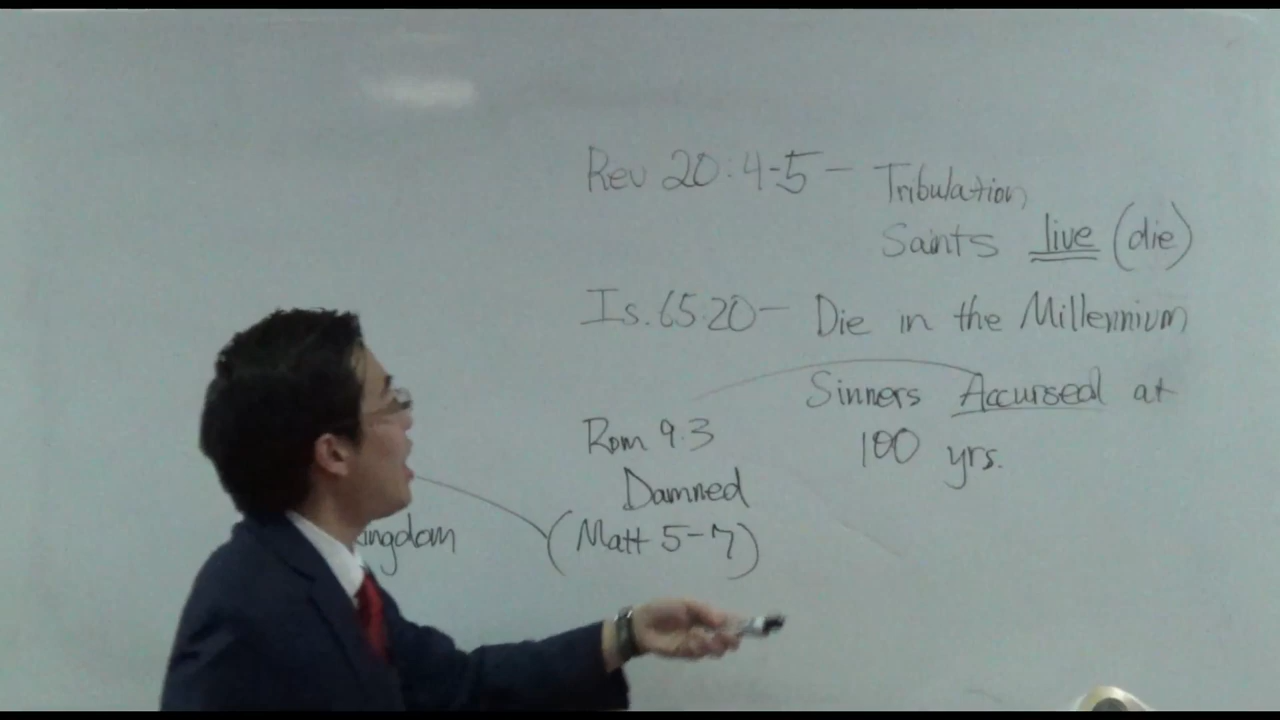 Rev 20:4-5 — Tribulation
Saints live (die)
Is. 65:20 — Die in the Millennium
Sinners Accursed at
100 yrs.
Rom 9:3
Damned
(Matt 5-7)
kingdom